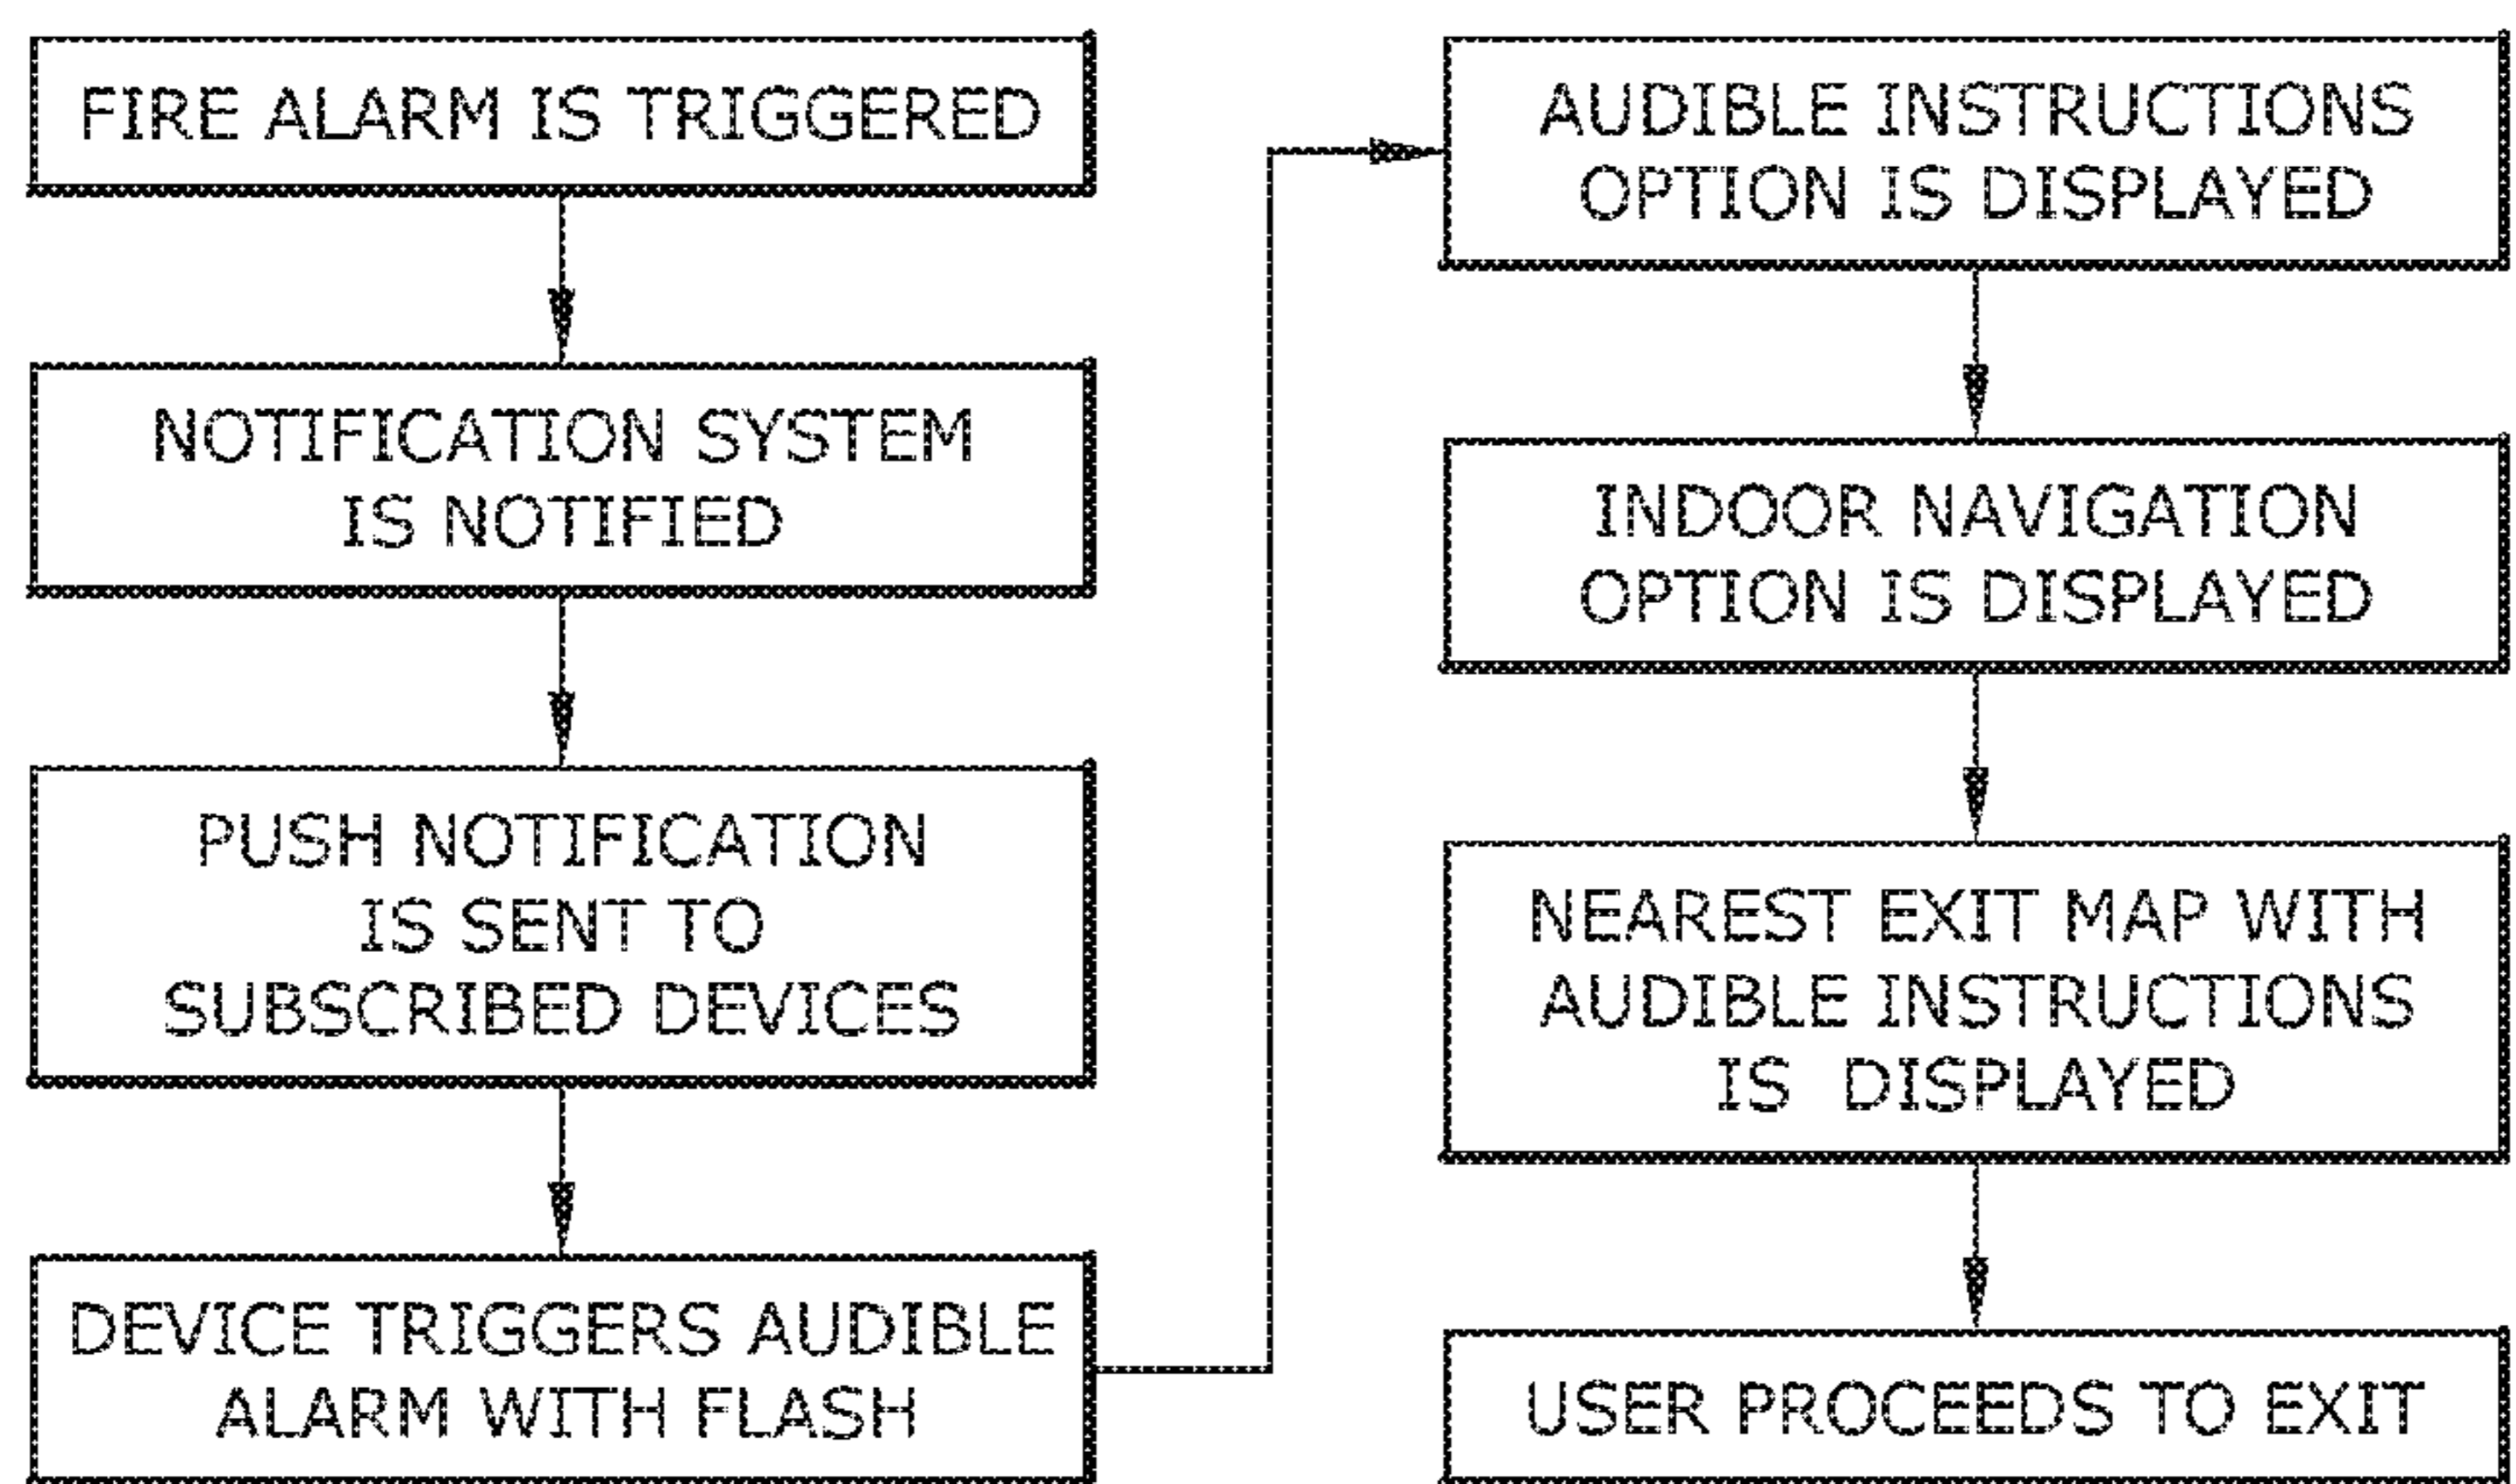 FIRE ALARM IS TRIGGERED
NOTIFICATION SYSTEM
IS NOTIFIED
PUSH NOTIFICATION
IS SENT TO
SUBSCRIBED DEVICES
DEVICE TRIGGERS AUDIBLE
ALARM WITH FLASH
AUDIBLE INSTRUCTIONS
OPTION IS DISPLAYED
INDOOR NAVIGATION
OPTION IS DISPLAYED
NEAREST EXIT MAP WITH
AUDIBLE INSTRUCTIONS
IS DISPLAYED
USER PROCEEDS TO EXIT